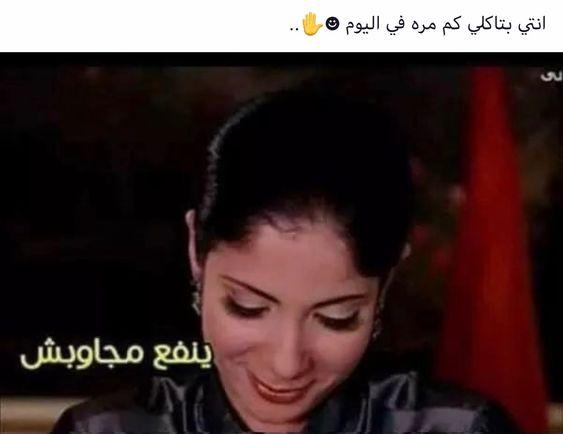 انتي بتاكلي كم مره في اليوم ☻✋..
ينفع مجاوبش